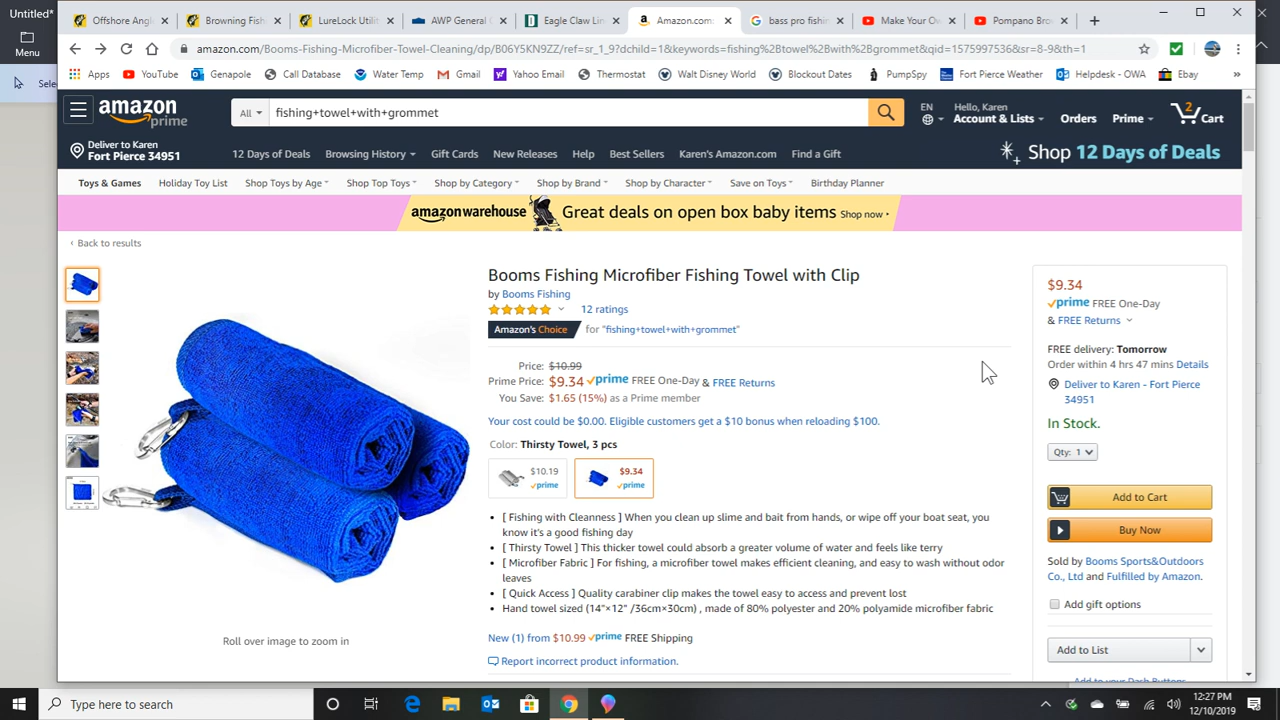 Untitled*
Offshore Angl
Browning Fish
LureLock Utilit
AWP General C
Eagle Claw Lin
Amazon.com:
bass pro fishin
Make Your Ow
Pompano Bro
Menu
amazon.com/Booms-Fishing-Microfiber-Towel-Cleaning/dp/B06Y5KN9ZZ/ref=sr_1_9?dchild=1&keywords=fishing%2Btowel%2Bwith%2Bgrommet&qid=1575997536&sr=8-9&th=1
Selec
Apps YouTube Genapole Call Database Water Temp Gmail Yahoo Email Thermostat Walt Disney World Blockout Dates PumpSpy Fort Pierce Weather Helpdesk - OWA Ebay »
amazon prime
All
fishing+towel+with+grommet
EN
Hello, Karen
Account & Lists
Orders
Prime
2
Cart
Deliver to Karen
Fort Pierce 34951
12 Days of Deals Browsing History Gift Cards New Releases Help Best Sellers Karen's Amazon.com Find a Gift
Shop 12 Days of Deals
Toys & Games Holiday Toy List Shop Toys by Age Shop Top Toys Shop by Category Shop by Brand Shop by Character Save on Toys Birthday Planner
amazonwarehouse Great deals on open box baby items Shop now ›
‹ Back to results
Roll over image to zoom in
Booms Fishing Microfiber Fishing Towel with Clip
by Booms Fishing
12 ratings
Amazon's Choice for "fishing+towel+with+grommet"
Price: $10.99
Prime Price: $9.34 prime FREE One-Day & FREE Returns
You Save: $1.65 (15%) as a Prime member
Your cost could be $0.00. Eligible customers get a $10 bonus when reloading $100.
Color: Thirsty Towel, 3 pcs
$10.19
prime
$9.34
prime
• [ Fishing with Cleanness ] When you clean up slime and bait from hands, or wipe off your boat seat, you
know it's a good fishing day
• [ Thirsty Towel ] This thicker towel could absorb a greater volume of water and feels like terry
• [ Microfiber Fabric ] For fishing, a microfiber towel makes efficient cleaning, and easy to wash without odor
leaves
• [ Quick Access ] Quality carabiner clip makes the towel easy to access and prevent lost
• Hand towel sized (14"×12" /36cm×30cm) , made of 80% polyester and 20% polyamide microfiber fabric
New (1) from $10.99 prime FREE Shipping
Report incorrect product information.
$9.34
prime FREE One-Day
& FREE Returns
FREE delivery: Tomorrow
Order within 4 hrs 47 mins Details
Deliver to Karen - Fort Pierce
34951
In Stock.
Qty: 1
Add to Cart
Buy Now
Sold by Booms Sports&Outdoors
Co., Ltd and Fulfilled by Amazon.
Add gift options
Add to List
Add to your Dash Buttons
Type here to search
12:27 PM
12/10/2019